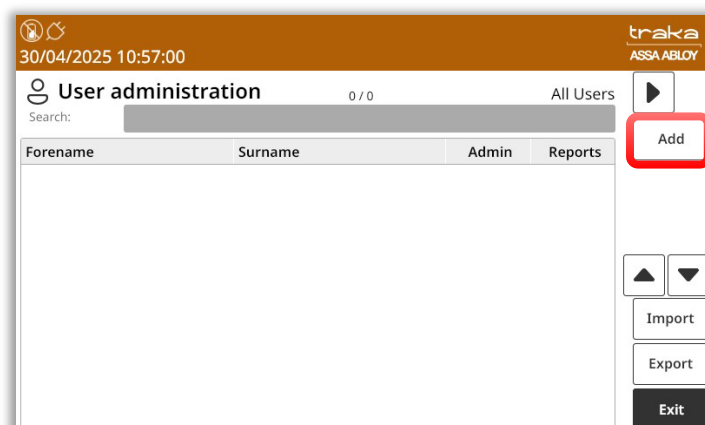 traka
30/04/2025 10:57:00
ASSA ABLOY
User administration 0 / 0 All Users
Search:
Add
Forename Surname Admin Reports
Import
Export
Exit